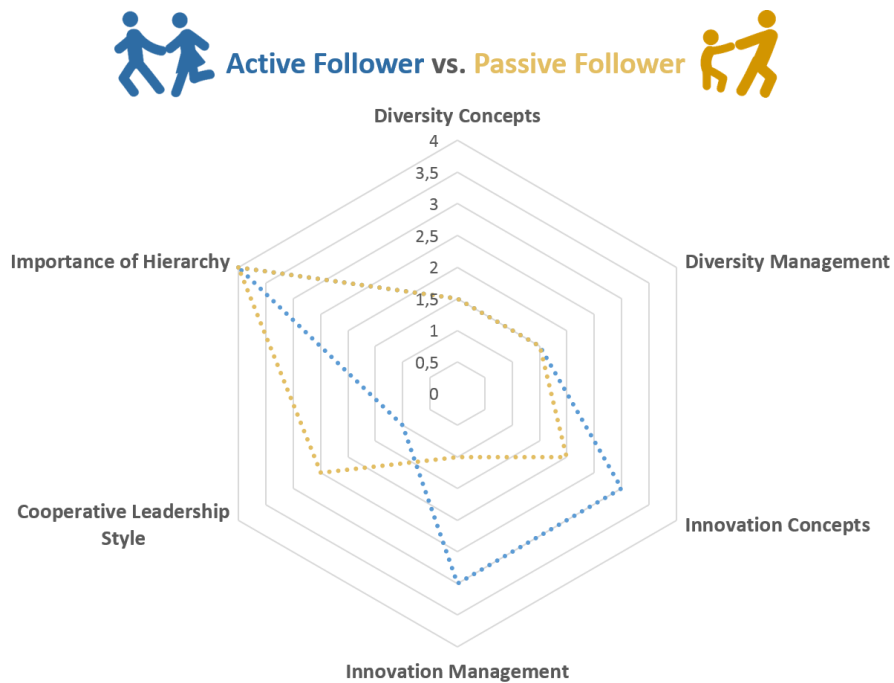 Active Follower vs. Passive Follower
Diversity Concepts
4
3,5
3
2,5
2
1,5
1
0,5
0
Importance of Hierarchy
Diversity Management
Cooperative Leadership
Style
Innovation Concepts
Innovation Management